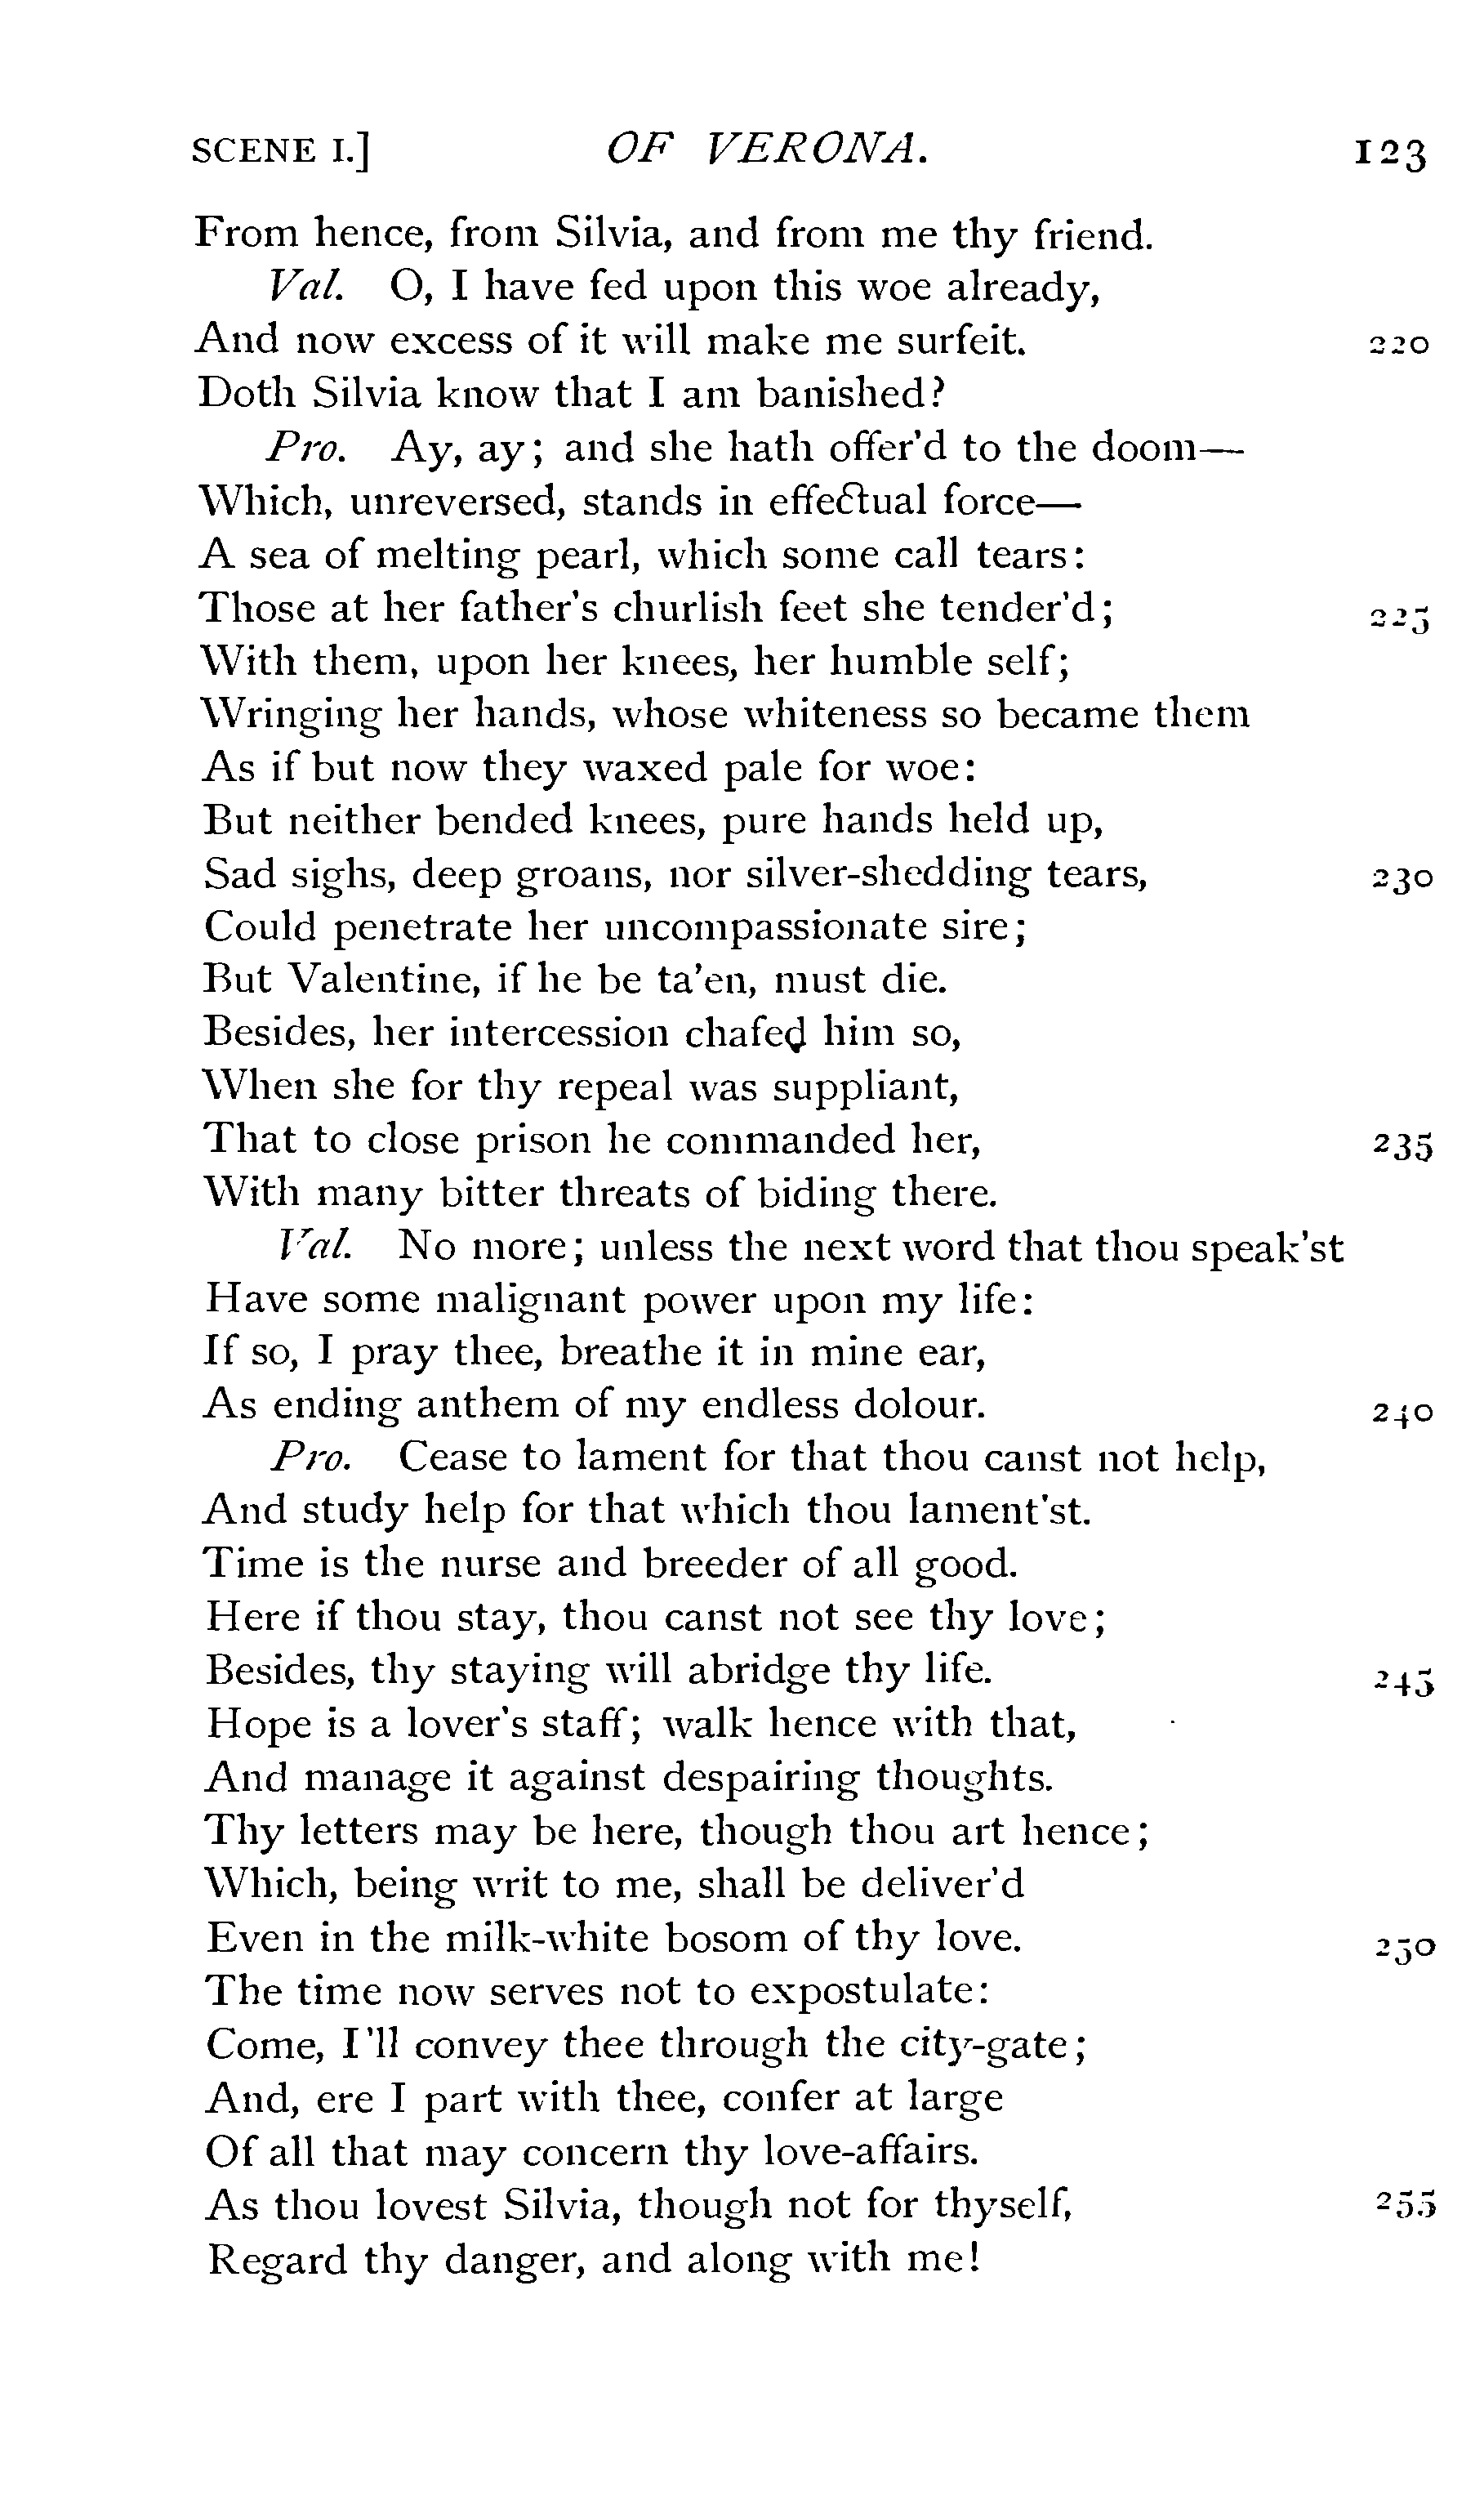 SCENE I.] OF VERONA. 123
From hence, from Silvia, and from me thy friend.
Val. O, I have fed upon this woe already,
And now excess of it will make me surfeit. 220
Doth Silvia know that I am banished?
Pro. Ay, ay; and she hath offer'd to the doom—
Which, unreversed, stands in effectual force—
A sea of melting pearl, which some call tears:
Those at her father's churlish feet she tender'd; 225
With them, upon her knees, her humble self;
Wringing her hands, whose whiteness so became them
As if but now they waxed pale for woe:
But neither bended knees, pure hands held up,
Sad sighs, deep groans, nor silver-shedding tears, 230
Could penetrate her uncompassionate sire;
But Valentine, if he be ta'en, must die.
Besides, her intercession chafed him so,
When she for thy repeal was suppliant,
That to close prison he commanded her, 235
With many bitter threats of biding there.
Val. No more; unless the next word that thou speak'st
Have some malignant power upon my life:
If so, I pray thee, breathe it in mine ear,
As ending anthem of my endless dolour. 240
Pro. Cease to lament for that thou canst not help,
And study help for that which thou lament'st.
Time is the nurse and breeder of all good.
Here if thou stay, thou canst not see thy love;
Besides, thy staying will abridge thy life. 245
Hope is a lover's staff; walk hence with that,
And manage it against despairing thoughts.
Thy letters may be here, though thou art hence;
Which, being writ to me, shall be deliver'd
Even in the milk-white bosom of thy love. 250
The time now serves not to expostulate:
Come, I'll convey thee through the city-gate;
And, ere I part with thee, confer at large
Of all that may concern thy love-affairs.
As thou lovest Silvia, though not for thyself, 255
Regard thy danger, and along with me!